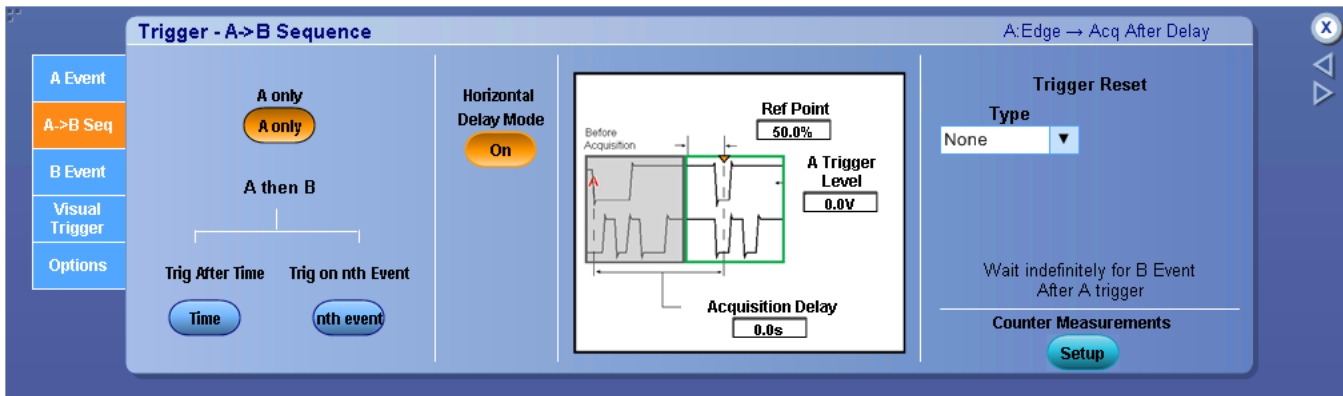 Trigger - A->B Sequence
A:Edge → Acq After Delay
X
A Event
A->B Seq
B Event
Visual
Trigger
Options
A only
A only
A then B
Trig After Time
Time
Trig on nth Event
nth event
Horizontal
Delay Mode
On
Before
Acquisition
A
Ref Point
50.0%
A Trigger
Level
0.0V
Acquisition Delay
0.0s
Trigger Reset
Type
None
Wait indefinitely for B Event
After A trigger
Counter Measurements
Setup